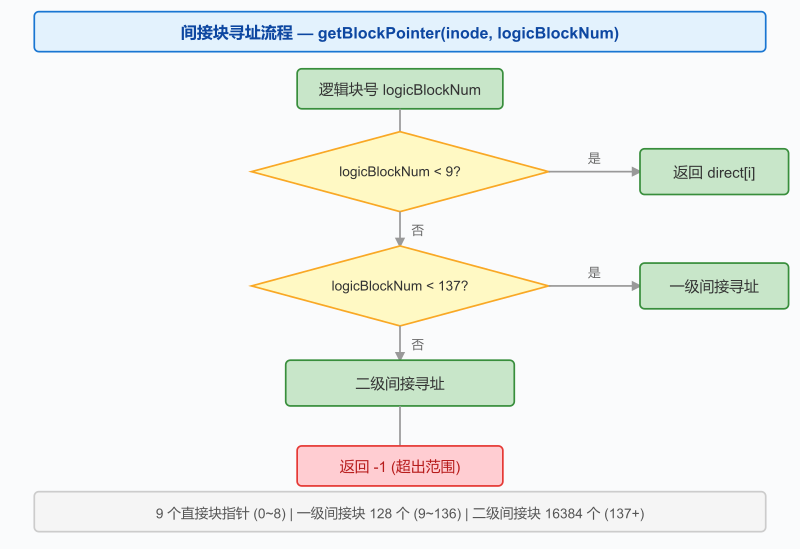 间接块寻址流程 — getBlockPointer(inode, logicBlockNum)
逻辑块号 logicBlockNum
logicBlockNum < 9?
是
返回 direct[i]
否
logicBlockNum < 137?
是
一级间接寻址
否
二级间接寻址
返回 -1 (超出范围)
9 个直接块指针 (0~8) | 一级间接块 128 个 (9~136) | 二级间接块 16384 个 (137+)